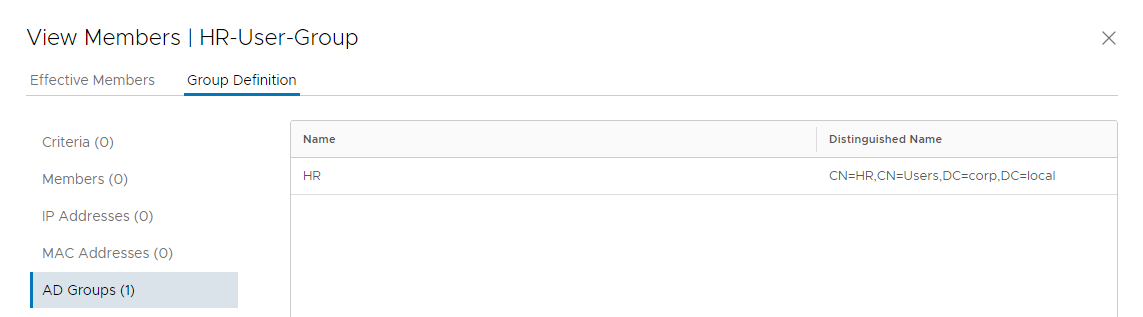 View Members | HR-User-Group
Effective Members
Group Definition
Criteria (0)
Members (0)
IP Addresses (0)
MAC Addresses (0)
AD Groups (1)
Name
Distinguished Name
HR
CN=HR,CN=Users,DC=corp,DC=local